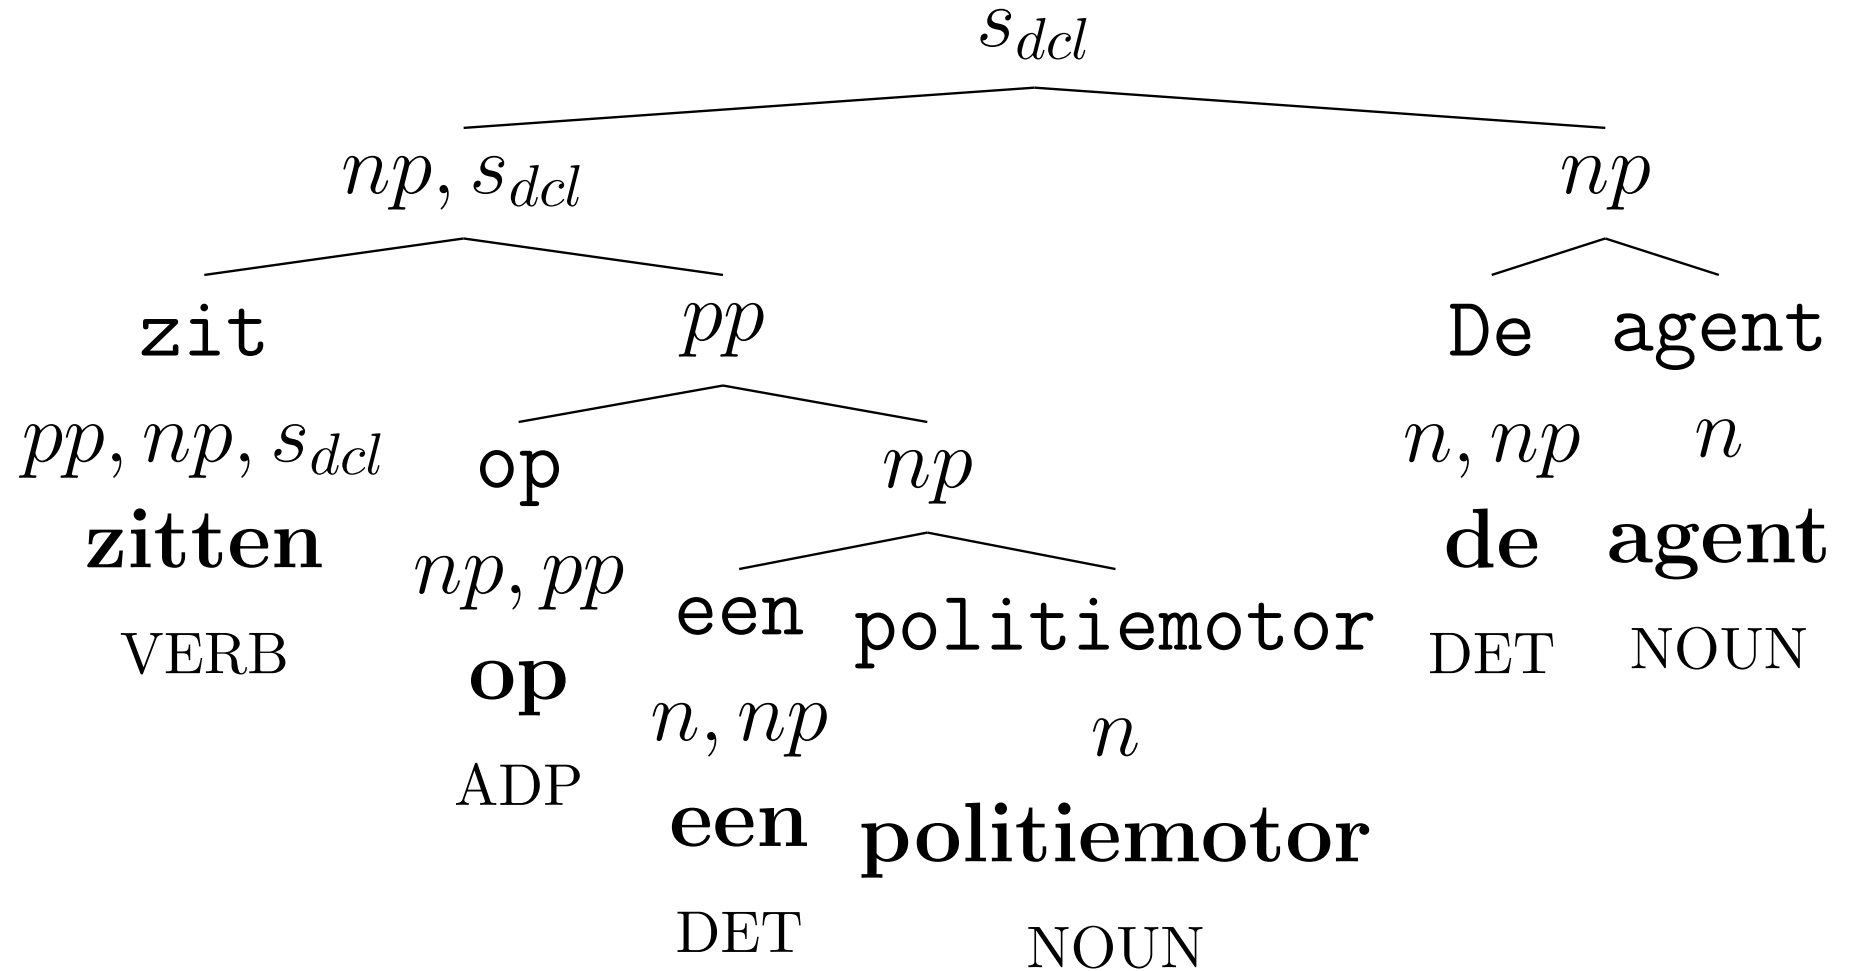 s_dcl
np, s_dcl np
zit pp De agent
pp, np, s_dcl op np n, np n
zitten np, pp een politiemotor de agent
VERB op n, np n DET NOUN
ADP een politiemotor
DET NOUN